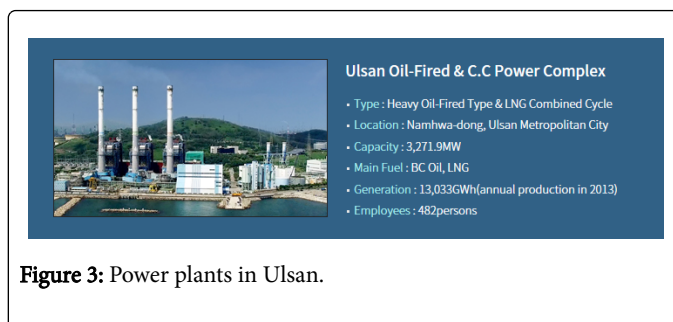 Ulsan Oil-Fired & C.C Power Complex
• Type : Heavy Oil-Fired Type & LNG Combined Cycle
• Location : Namhwa-dong, Ulsan Metropolitan City
• Capacity : 3,271.9MW
• Main Fuel : BC Oil, LNG
• Generation : 13,033GWh(annual production in 2013)
• Employees : 482persons
Figure 3: Power plants in Ulsan.